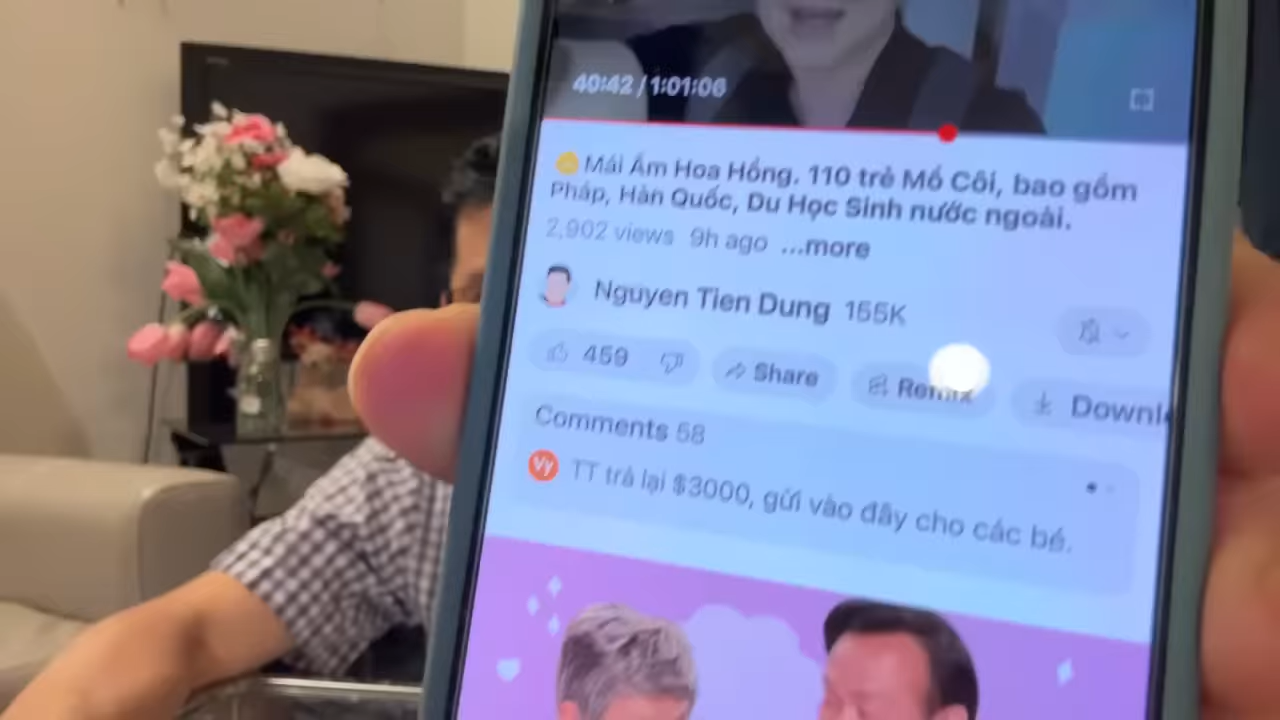 40:42 / 1:01:06
Mái Ấm Hoa Hồng. 110 trẻ Mồ Côi, bao gồm
Pháp, Hàn Quốc, Du Học Sinh nước ngoài.
2,902 views 9h ago ...more
Nguyen Tien Dung 155K
459 Share Remix Downl
Comments 58
Vy TT trả lại $3000, gửi vào đây cho các bé.